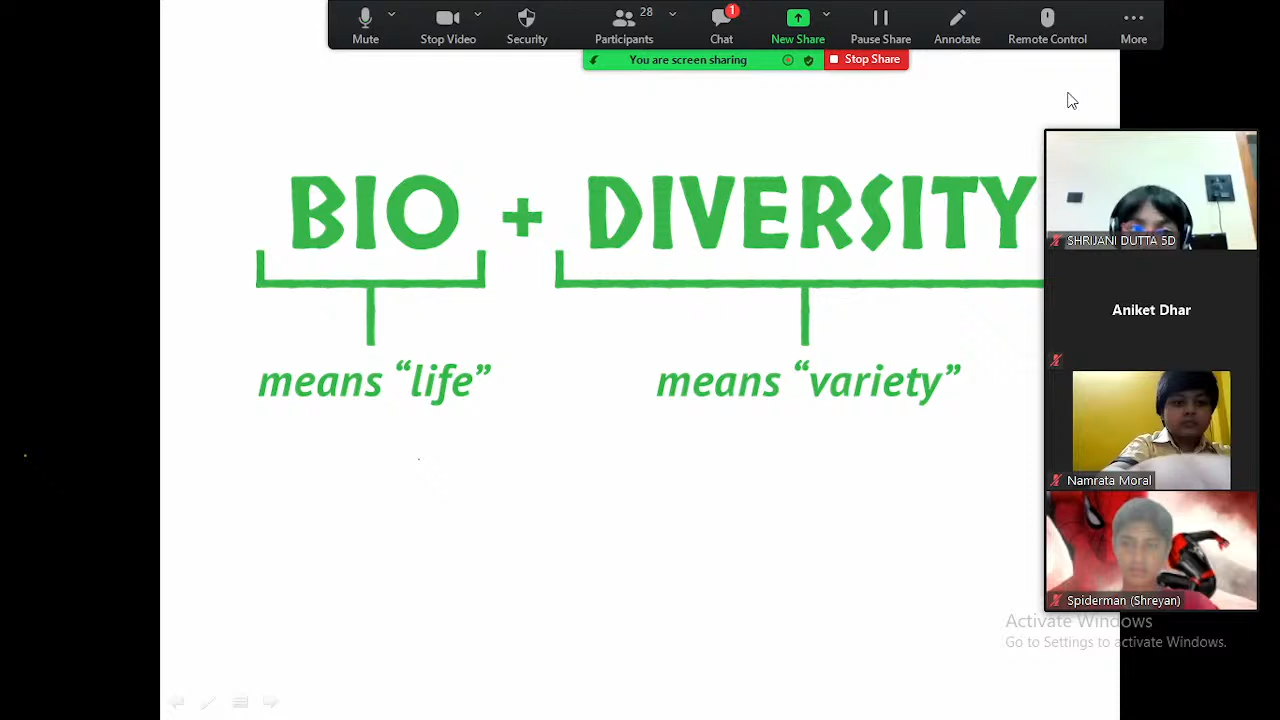 28
1
Mute
Stop Video
Security
Participants
Chat
New Share
Pause Share
Annotate
Remote Control
More
You are screen sharing
Stop Share
BIO + DIVERSITY
means “life”
means “variety”
SHRIJANI DUTTA 5D
Aniket Dhar
Namrata Moral
Spiderman (Shreyan)
Activate Windows
Go to Settings to activate Windows.